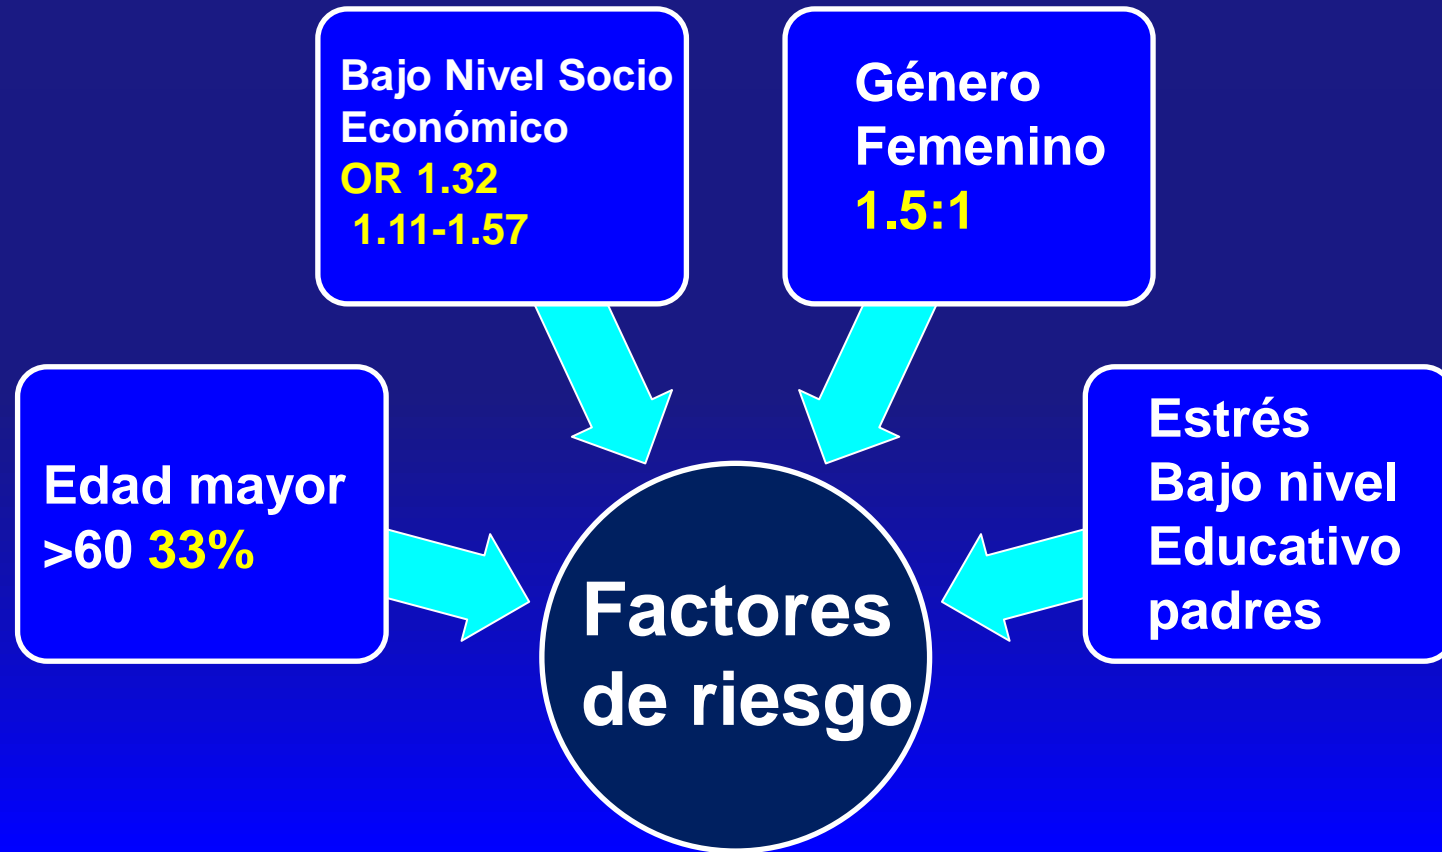 Bajo Nivel Socio
Económico
OR 1.32
1.11-1.57
Género
Femenino
1.5:1
Edad mayor
>60 33%
Estrés
Bajo nivel
Educativo
padres
Factores
de riesgo